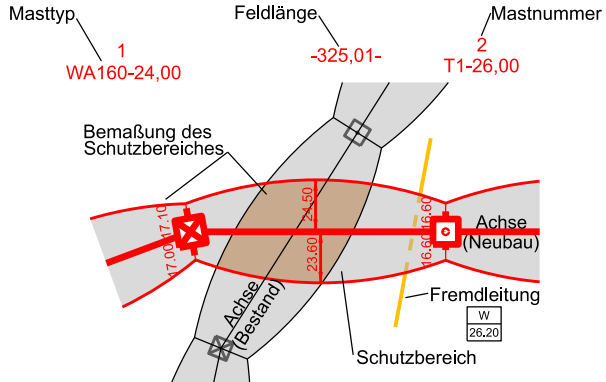 Masttyp
Feldlänge
Mastnummer
1
WA160-24,00
-325,01-
2
T1-26,00
Bemaßung des
Schutzbereiches
17.00
17.10
24.50
23.60
16.60
16.60
Achse
(Neubau)
Achse
(Bestand)
Fremdleitung
W
26.20
Schutzbereich